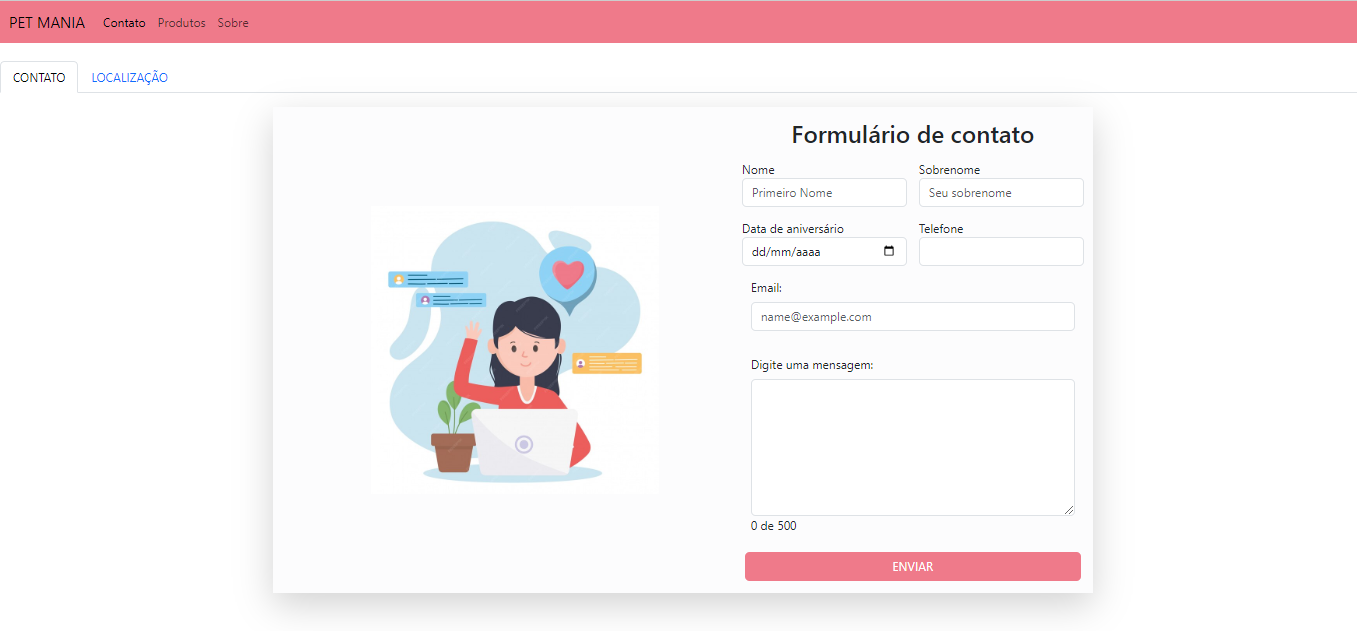 PET MANIA Contato Produtos Sobre
CONTATO LOCALIZAÇÃO
Formulário de contato
Nome Sobrenome
Primeiro Nome Seu sobrenome
Data de aniversário Telefone
dd/mm/aaaa
Email:
name@example.com
Digite uma mensagem:
0 de 500
ENVIAR